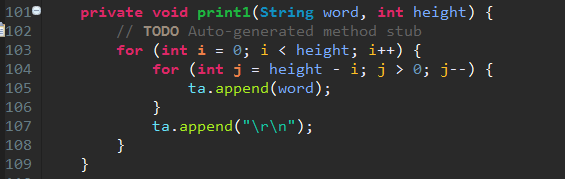 101 private void print1(String word, int height) {
102 // TODO Auto-generated method stub
103 for (int i = 0; i < height; i++) {
104 for (int j = height - i; j > 0; j--) {
105 ta.append(word);
106 }
107 ta.append("\r\n");
108 }
109 }